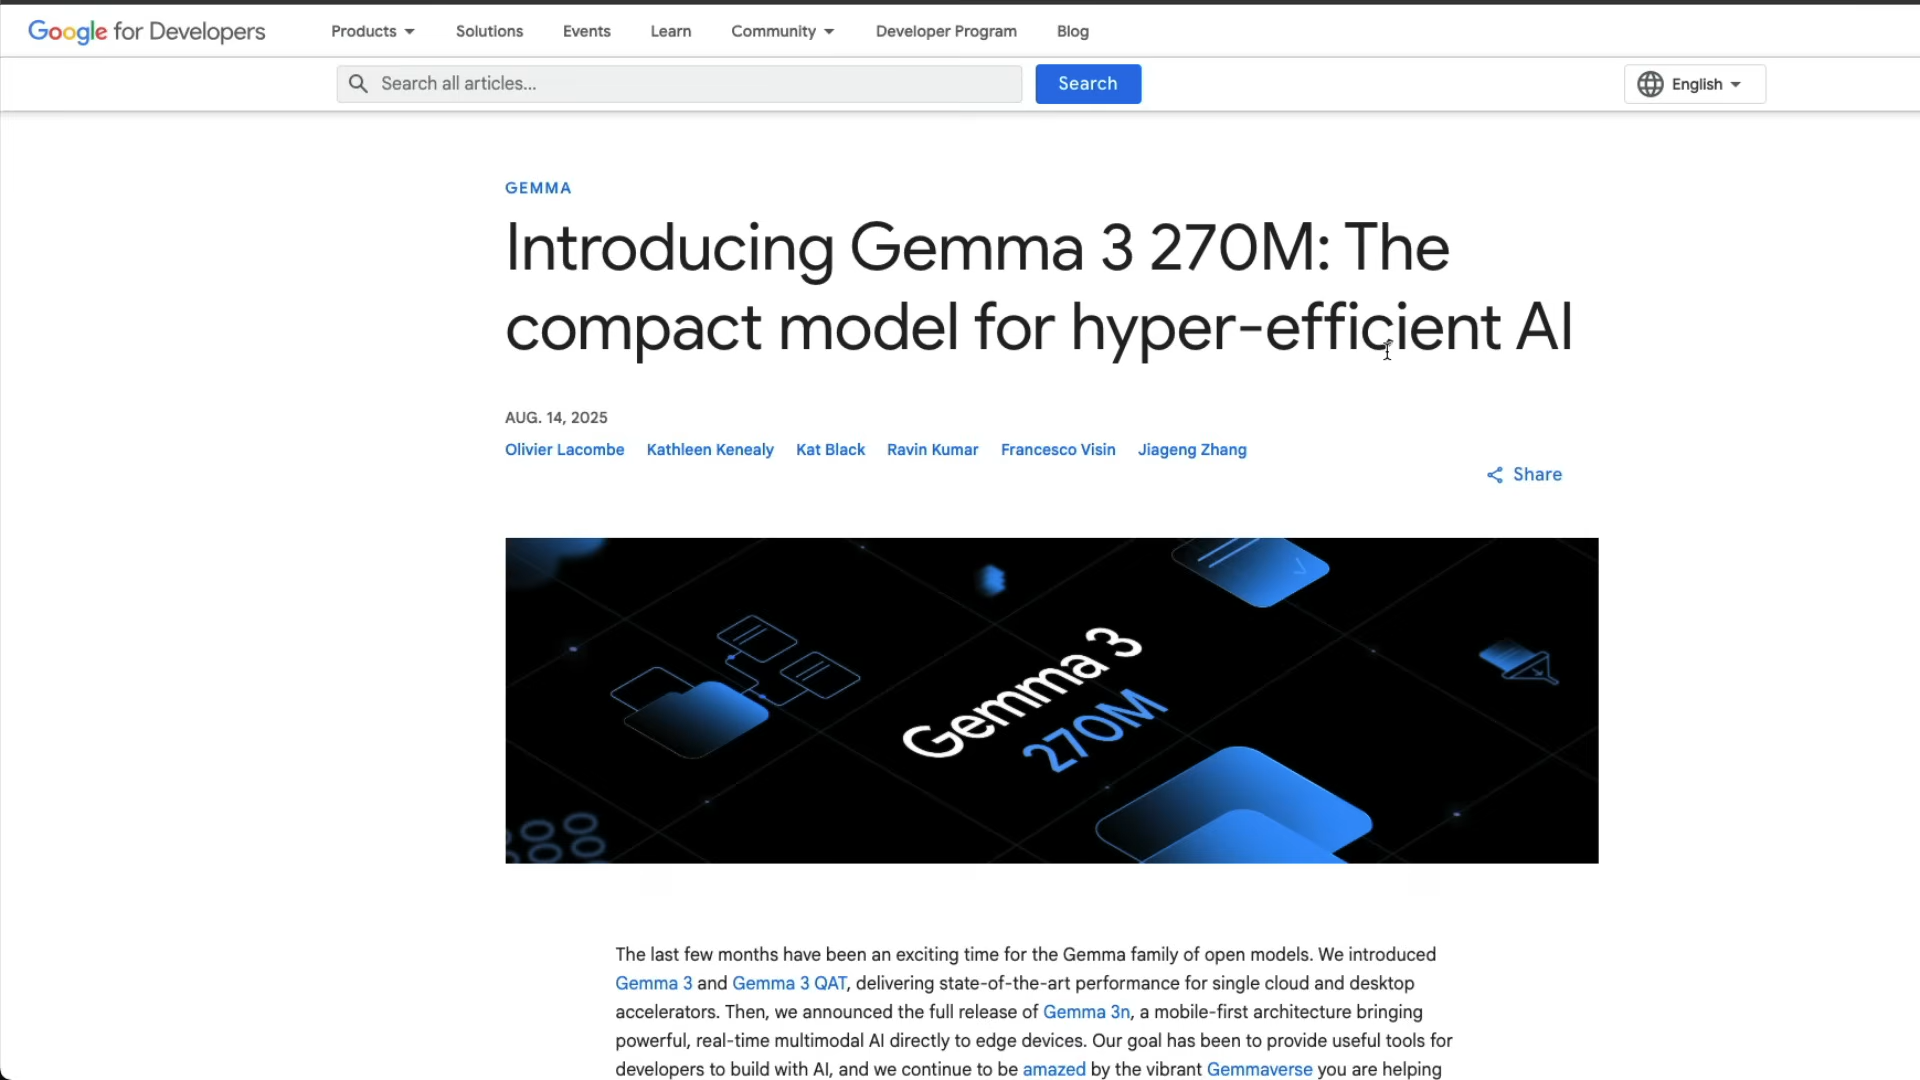 Google for Developers
Products
Solutions
Events
Learn
Community
Developer Program
Blog
Search all articles...
Search
English
GEMMA
Introducing Gemma 3 270M: The
compact model for hyper-efficient AI
AUG. 14, 2025
Olivier Lacombe Kathleen Kenealy Kat Black Ravin Kumar Francesco Visin Jiageng Zhang
Share
Gemma 3
270M
The last few months have been an exciting time for the Gemma family of open models. We introduced
Gemma 3 and Gemma 3 QAT, delivering state-of-the-art performance for single cloud and desktop
accelerators. Then, we announced the full release of Gemma 3n, a mobile-first architecture bringing
powerful, real-time multimodal AI directly to edge devices. Our goal has been to provide useful tools for
developers to build with AI, and we continue to be amazed by the vibrant Gemmaverse you are helping